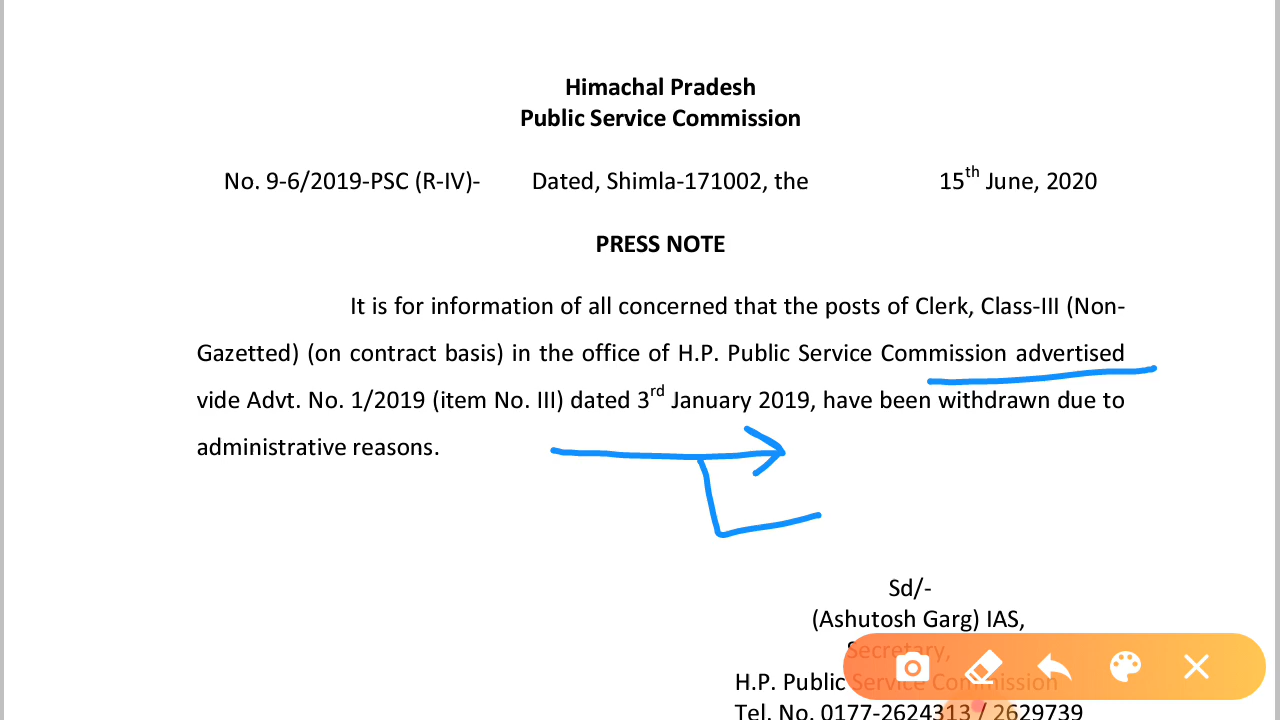 Himachal Pradesh
Public Service Commission
No. 9-6/2019-PSC (R-IV)- Dated, Shimla-171002, the 15th June, 2020
PRESS NOTE
It is for information of all concerned that the posts of Clerk, Class-III (Non-
Gazetted) (on contract basis) in the office of H.P. Public Service Commission advertised
vide Advt. No. 1/2019 (item No. III) dated 3rd January 2019, have been withdrawn due to
administrative reasons.
Sd/-
(Ashutosh Garg) IAS,
Secretary,
H.P. Public Service Commission
Tel. No. 0177-2624313 / 2629739